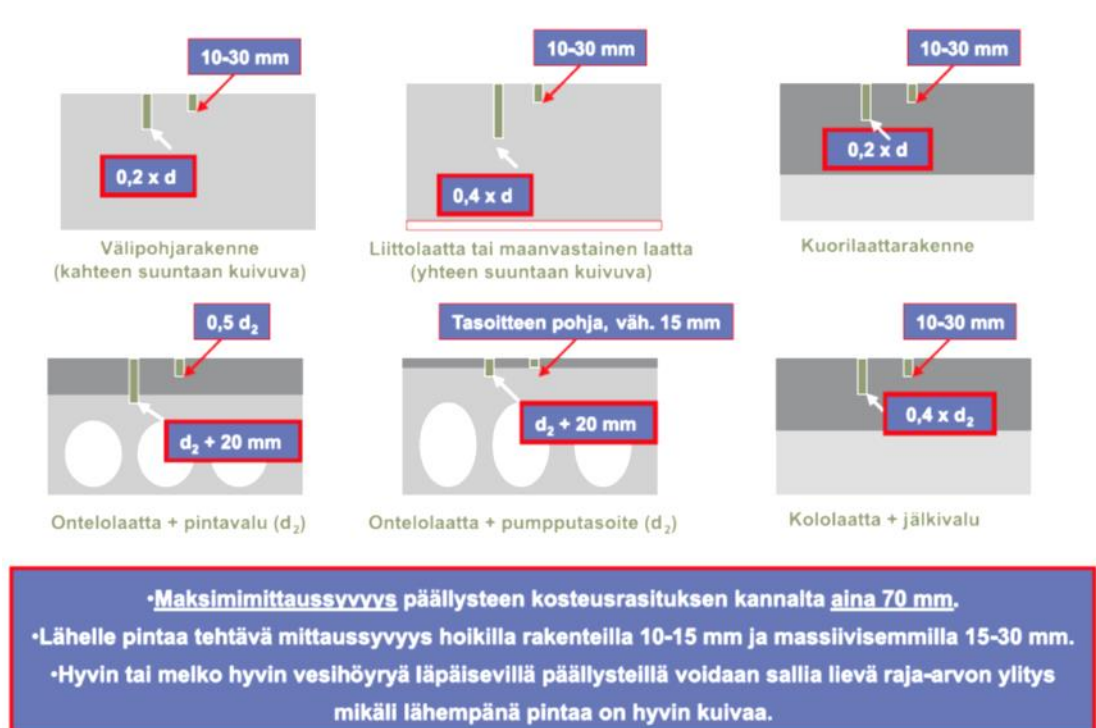 10-30 mm
10-30 mm
10-30 mm
0,2 x d
0,4 x d
0,2 x d
Välipohjarakenne
(kahteen suuntaan kuivuva)
Liittolaatta tai maanvastainen laatta
(yhteen suuntaan kuivuva)
Kuorilaattarakenne
0,5 d₂
Tasoitteen pohja, väh. 15 mm
10-30 mm
d₂ + 20 mm
d₂ + 20 mm
0,4 x d₂
Ontelolaatta + pintavalu (d₂)
Ontelolaatta + pumpputasoite (d₂)
Kololaatta + jälkivalu
•Maksimimittaussyvyys päällysteen kosteusrasituksen kannalta aina 70 mm.
•Lähelle pintaa tehtävä mittaussyvyys hoikilla rakenteilla 10-15 mm ja massiivisemmilla 15-30 mm.
•Hyvin tai melko hyvin vesihöyryä läpäisevillä päällysteillä voidaan sallia lievä raja-arvon ylitys
mikäli lähempänä pintaa on hyvin kuivaa.